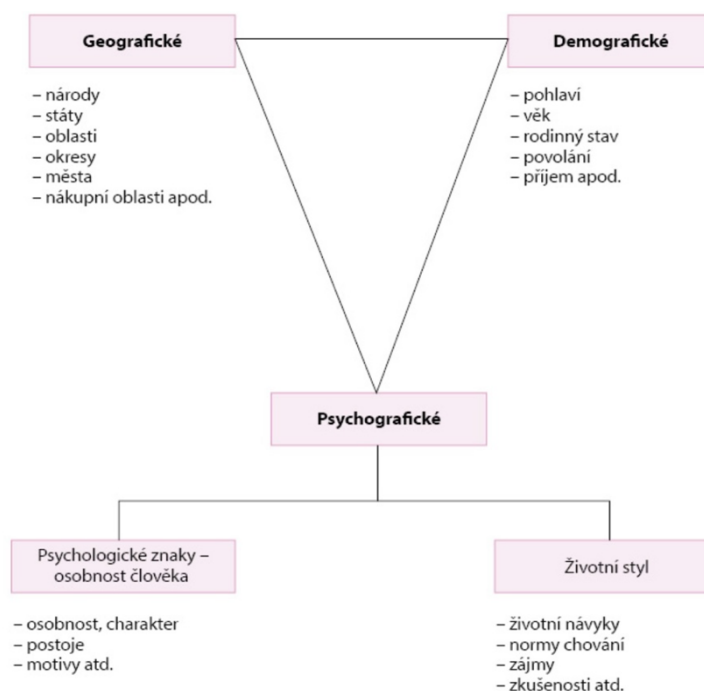 Geografické
– národy
– státy
– oblasti
– okresy
– města
– nákupní oblasti apod.
Demografické
– pohlaví
– věk
– rodinný stav
– povolání
– příjem apod.
Psychografické
Psychologické znaky –
osobnost člověka
– osobnost, charakter
– postoje
– motivy atd.
Životní styl
– životní návyky
– normy chování
– zájmy
– zkušenosti atd.